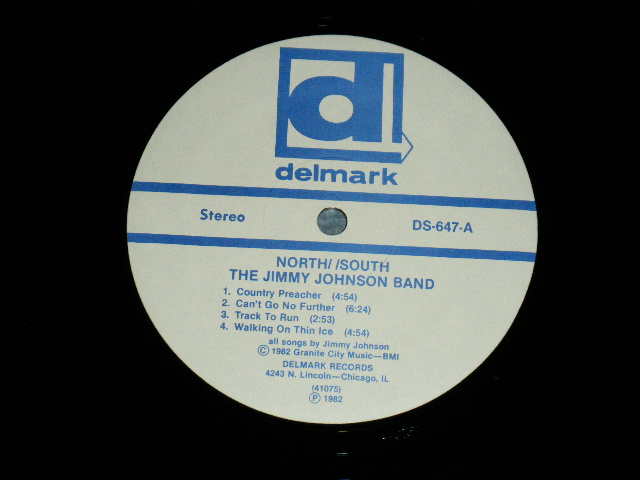 d
delmark
Stereo
DS-647-A
NORTH/ /SOUTH
THE JIMMY JOHNSON BAND
1. Country Preacher (4:54)
2. Can't Go No Further (6:24)
3. Track To Run (2:53)
4. Walking On Thin Ice (4:54)
all songs by Jimmy Johnson
© 1982 Granite City Music—BMI
DELMARK RECORDS
4243 N. Lincoln—Chicago, IL
(41075)
℗ 1982